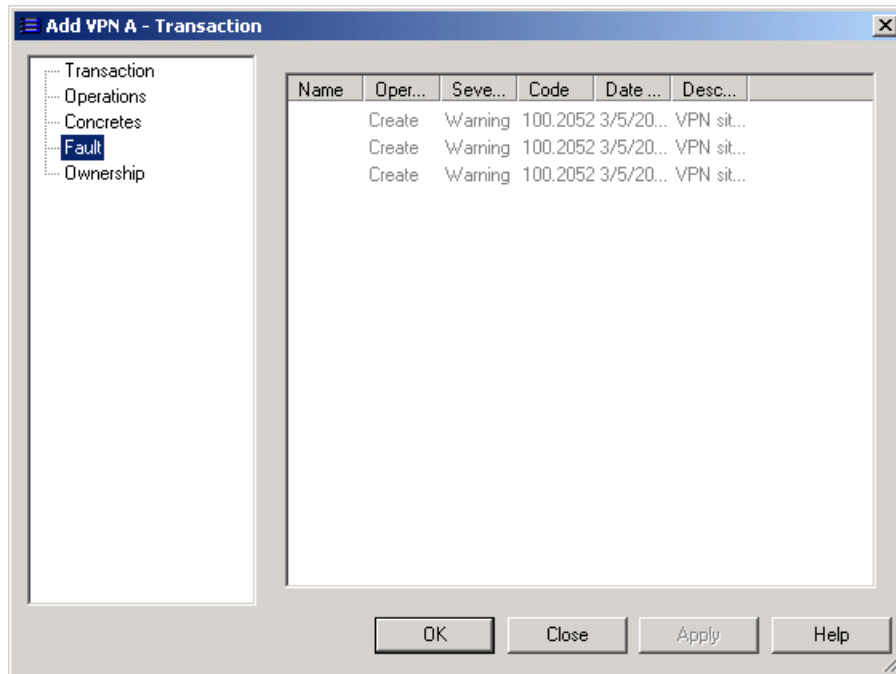 Add VPN A - Transaction
Transaction
Operations
Concretes
Fault
Ownership
Name Oper... Seve... Code Date ... Desc...
Create Warning 100.2052 3/5/20... VPN sit...
Create Warning 100.2052 3/5/20... VPN sit...
Create Warning 100.2052 3/5/20... VPN sit...
OK Close Apply Help